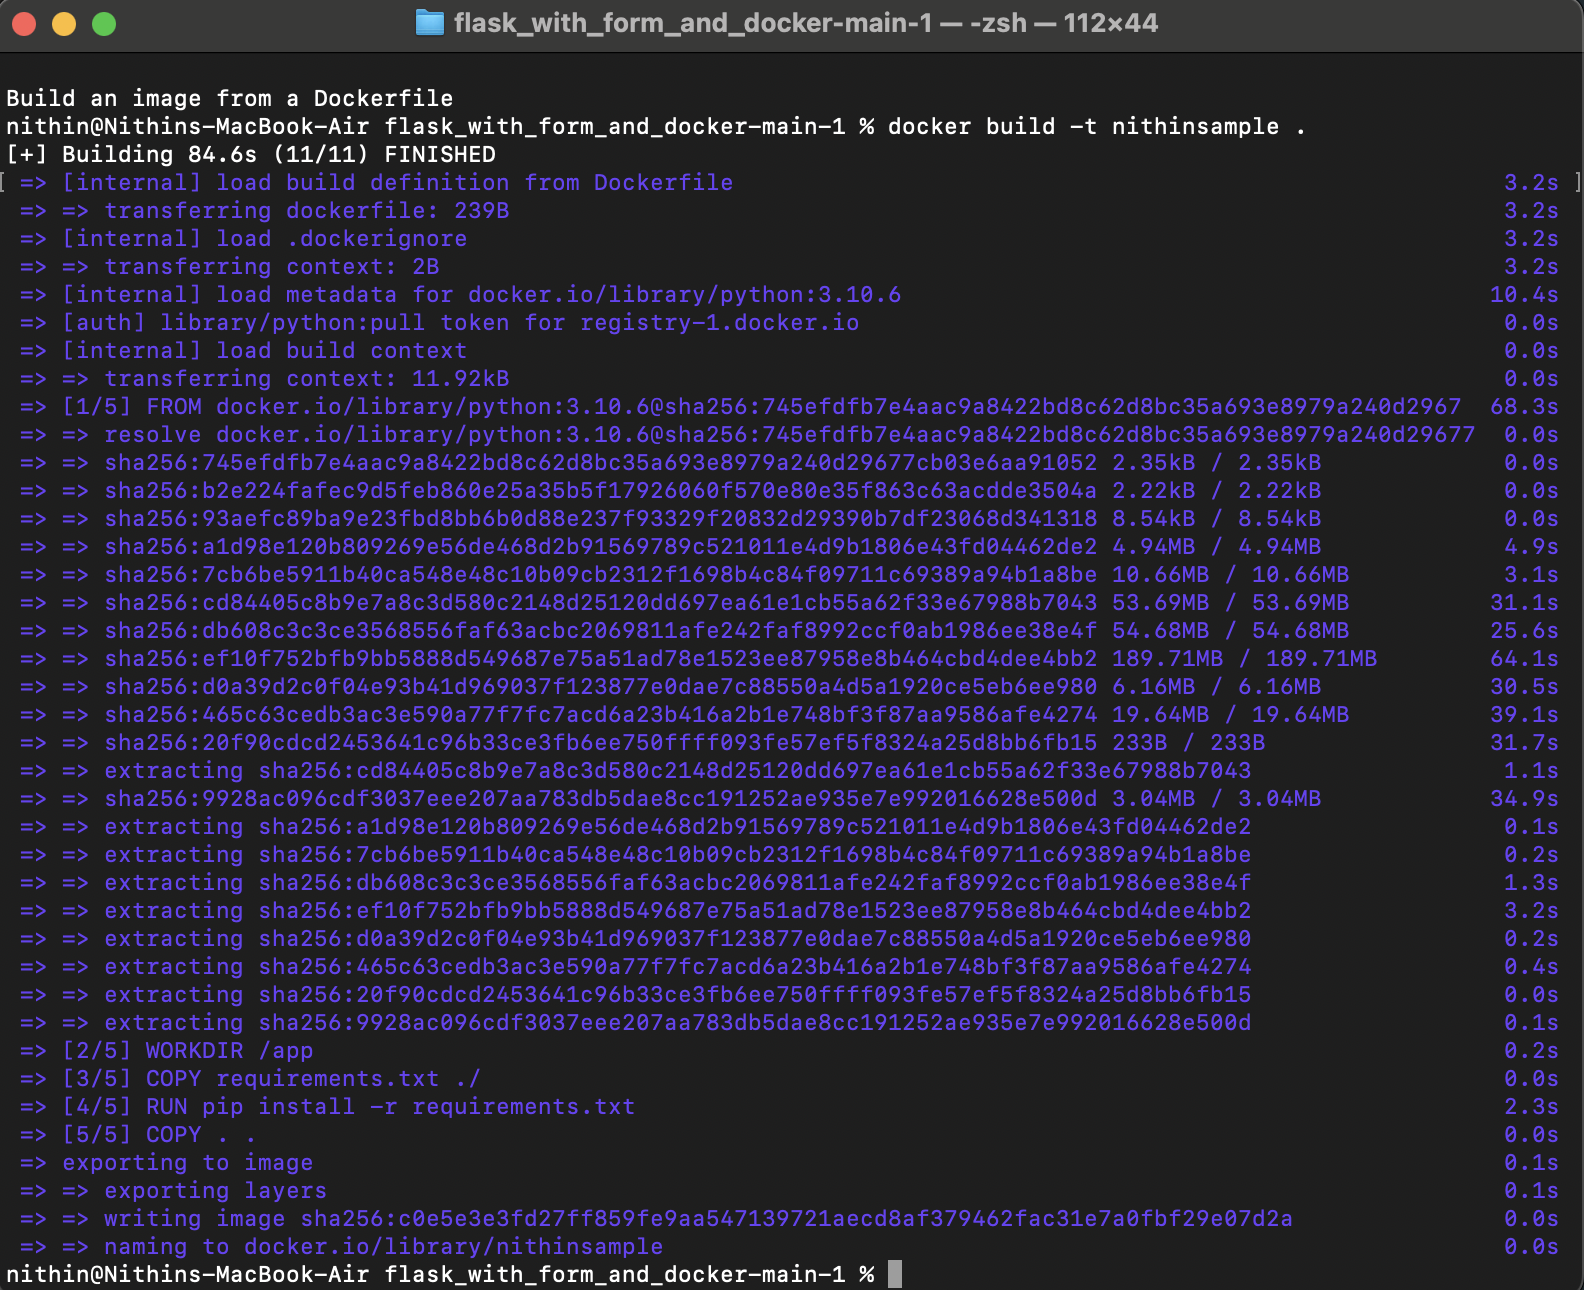 flask_with_form_and_docker-main-1 — -zsh — 112×44
Build an image from a Dockerfile
nithin@Nithins-MacBook-Air flask_with_form_and_docker-main-1 % docker build -t nithinsample .
[+] Building 84.6s (11/11) FINISHED
[ => [internal] load build definition from Dockerfile 3.2s ]
=> => transferring dockerfile: 239B 3.2s
=> [internal] load .dockerignore 3.2s
=> => transferring context: 2B 3.2s
=> [internal] load metadata for docker.io/library/python:3.10.6 10.4s
=> [auth] library/python:pull token for registry-1.docker.io 0.0s
=> [internal] load build context 0.0s
=> => transferring context: 11.92kB 0.0s
=> [1/5] FROM docker.io/library/python:3.10.6@sha256:745efdfb7e4aac9a8422bd8c62d8bc35a693e8979a240d2967 68.3s
=> => resolve docker.io/library/python:3.10.6@sha256:745efdfb7e4aac9a8422bd8c62d8bc35a693e8979a240d29677 0.0s
=> => sha256:745efdfb7e4aac9a8422bd8c62d8bc35a693e8979a240d29677cb03e6aa91052 2.35kB / 2.35kB 0.0s
=> => sha256:b2e224fafec9d5feb860e25a35b5f17926060f570e80e35f863c63acdde3504a 2.22kB / 2.22kB 0.0s
=> => sha256:93aefc89ba9e23fbd8bb6b0d88e237f93329f20832d29390b7df23068d341318 8.54kB / 8.54kB 0.0s
=> => sha256:a1d98e120b809269e56de468d2b91569789c521011e4d9b1806e43fd04462de2 4.94MB / 4.94MB 4.9s
=> => sha256:7cb6be5911b40ca548e48c10b09cb2312f1698b4c84f09711c69389a94b1a8be 10.66MB / 10.66MB 3.1s
=> => sha256:cd84405c8b9e7a8c3d580c2148d25120dd697ea61e1cb55a62f33e67988b7043 53.69MB / 53.69MB 31.1s
=> => sha256:db608c3c3ce3568556faf63acbc2069811afe242faf8992ccf0ab1986ee38e4f 54.68MB / 54.68MB 25.6s
=> => sha256:ef10f752bfb9bb5888d549687e75a51ad78e1523ee87958e8b464cbd4dee4bb2 189.71MB / 189.71MB 64.1s
=> => sha256:d0a39d2c0f04e93b41d969037f123877e0dae7c88550a4d5a1920ce5eb6ee980 6.16MB / 6.16MB 30.5s
=> => sha256:465c63cedb3ac3e590a77f7fc7acd6a23b416a2b1e748bf3f87aa9586afe4274 19.64MB / 19.64MB 39.1s
=> => sha256:20f90cdcd2453641c96b33ce3fb6ee750ffff093fe57ef5f8324a25d8bb6fb15 233B / 233B 31.7s
=> => extracting sha256:cd84405c8b9e7a8c3d580c2148d25120dd697ea61e1cb55a62f33e67988b7043 1.1s
=> => sha256:9928ac096cdf3037eee207aa783db5dae8cc191252ae935e7e992016628e500d 3.04MB / 3.04MB 34.9s
=> => extracting sha256:a1d98e120b809269e56de468d2b91569789c521011e4d9b1806e43fd04462de2 0.1s
=> => extracting sha256:7cb6be5911b40ca548e48c10b09cb2312f1698b4c84f09711c69389a94b1a8be 0.2s
=> => extracting sha256:db608c3c3ce3568556faf63acbc2069811afe242faf8992ccf0ab1986ee38e4f 1.3s
=> => extracting sha256:ef10f752bfb9bb5888d549687e75a51ad78e1523ee87958e8b464cbd4dee4bb2 3.2s
=> => extracting sha256:d0a39d2c0f04e93b41d969037f123877e0dae7c88550a4d5a1920ce5eb6ee980 0.2s
=> => extracting sha256:465c63cedb3ac3e590a77f7fc7acd6a23b416a2b1e748bf3f87aa9586afe4274 0.4s
=> => extracting sha256:20f90cdcd2453641c96b33ce3fb6ee750ffff093fe57ef5f8324a25d8bb6fb15 0.0s
=> => extracting sha256:9928ac096cdf3037eee207aa783db5dae8cc191252ae935e7e992016628e500d 0.1s
=> [2/5] WORKDIR /app 0.2s
=> [3/5] COPY requirements.txt ./ 0.0s
=> [4/5] RUN pip install -r requirements.txt 2.3s
=> [5/5] COPY . . 0.0s
=> exporting to image 0.1s
=> => exporting layers 0.1s
=> => writing image sha256:c0e5e3e3fd27ff859fe9aa547139721aecd8af379462fac31e7a0fbf29e07d2a 0.0s
=> => naming to docker.io/library/nithinsample 0.0s
nithin@Nithins-MacBook-Air flask_with_form_and_docker-main-1 %